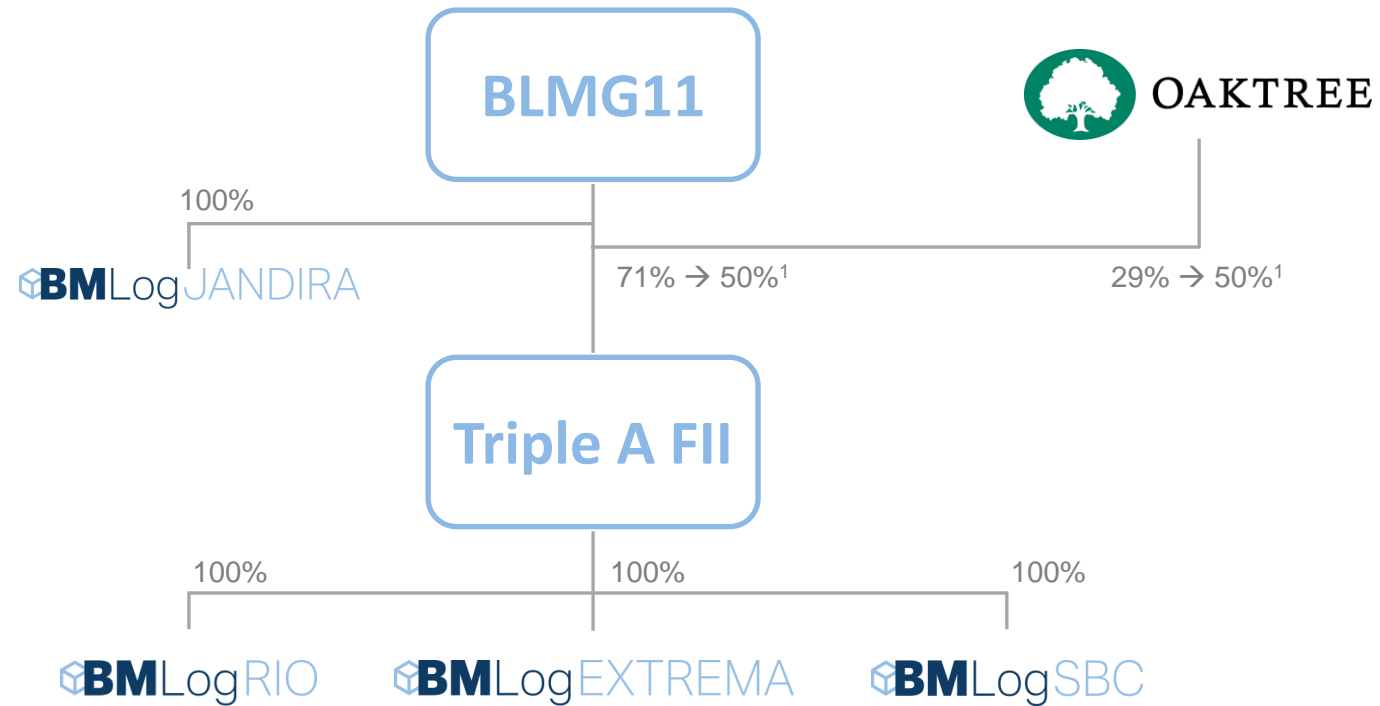 BLMG11
OAKTREE
100%
BMLogJANDIRA
71% → 50%¹
29% → 50%¹
Triple A FII
100%
100%
100%
BMLogRIO
BMLogEXTREMA
BMLogSBC